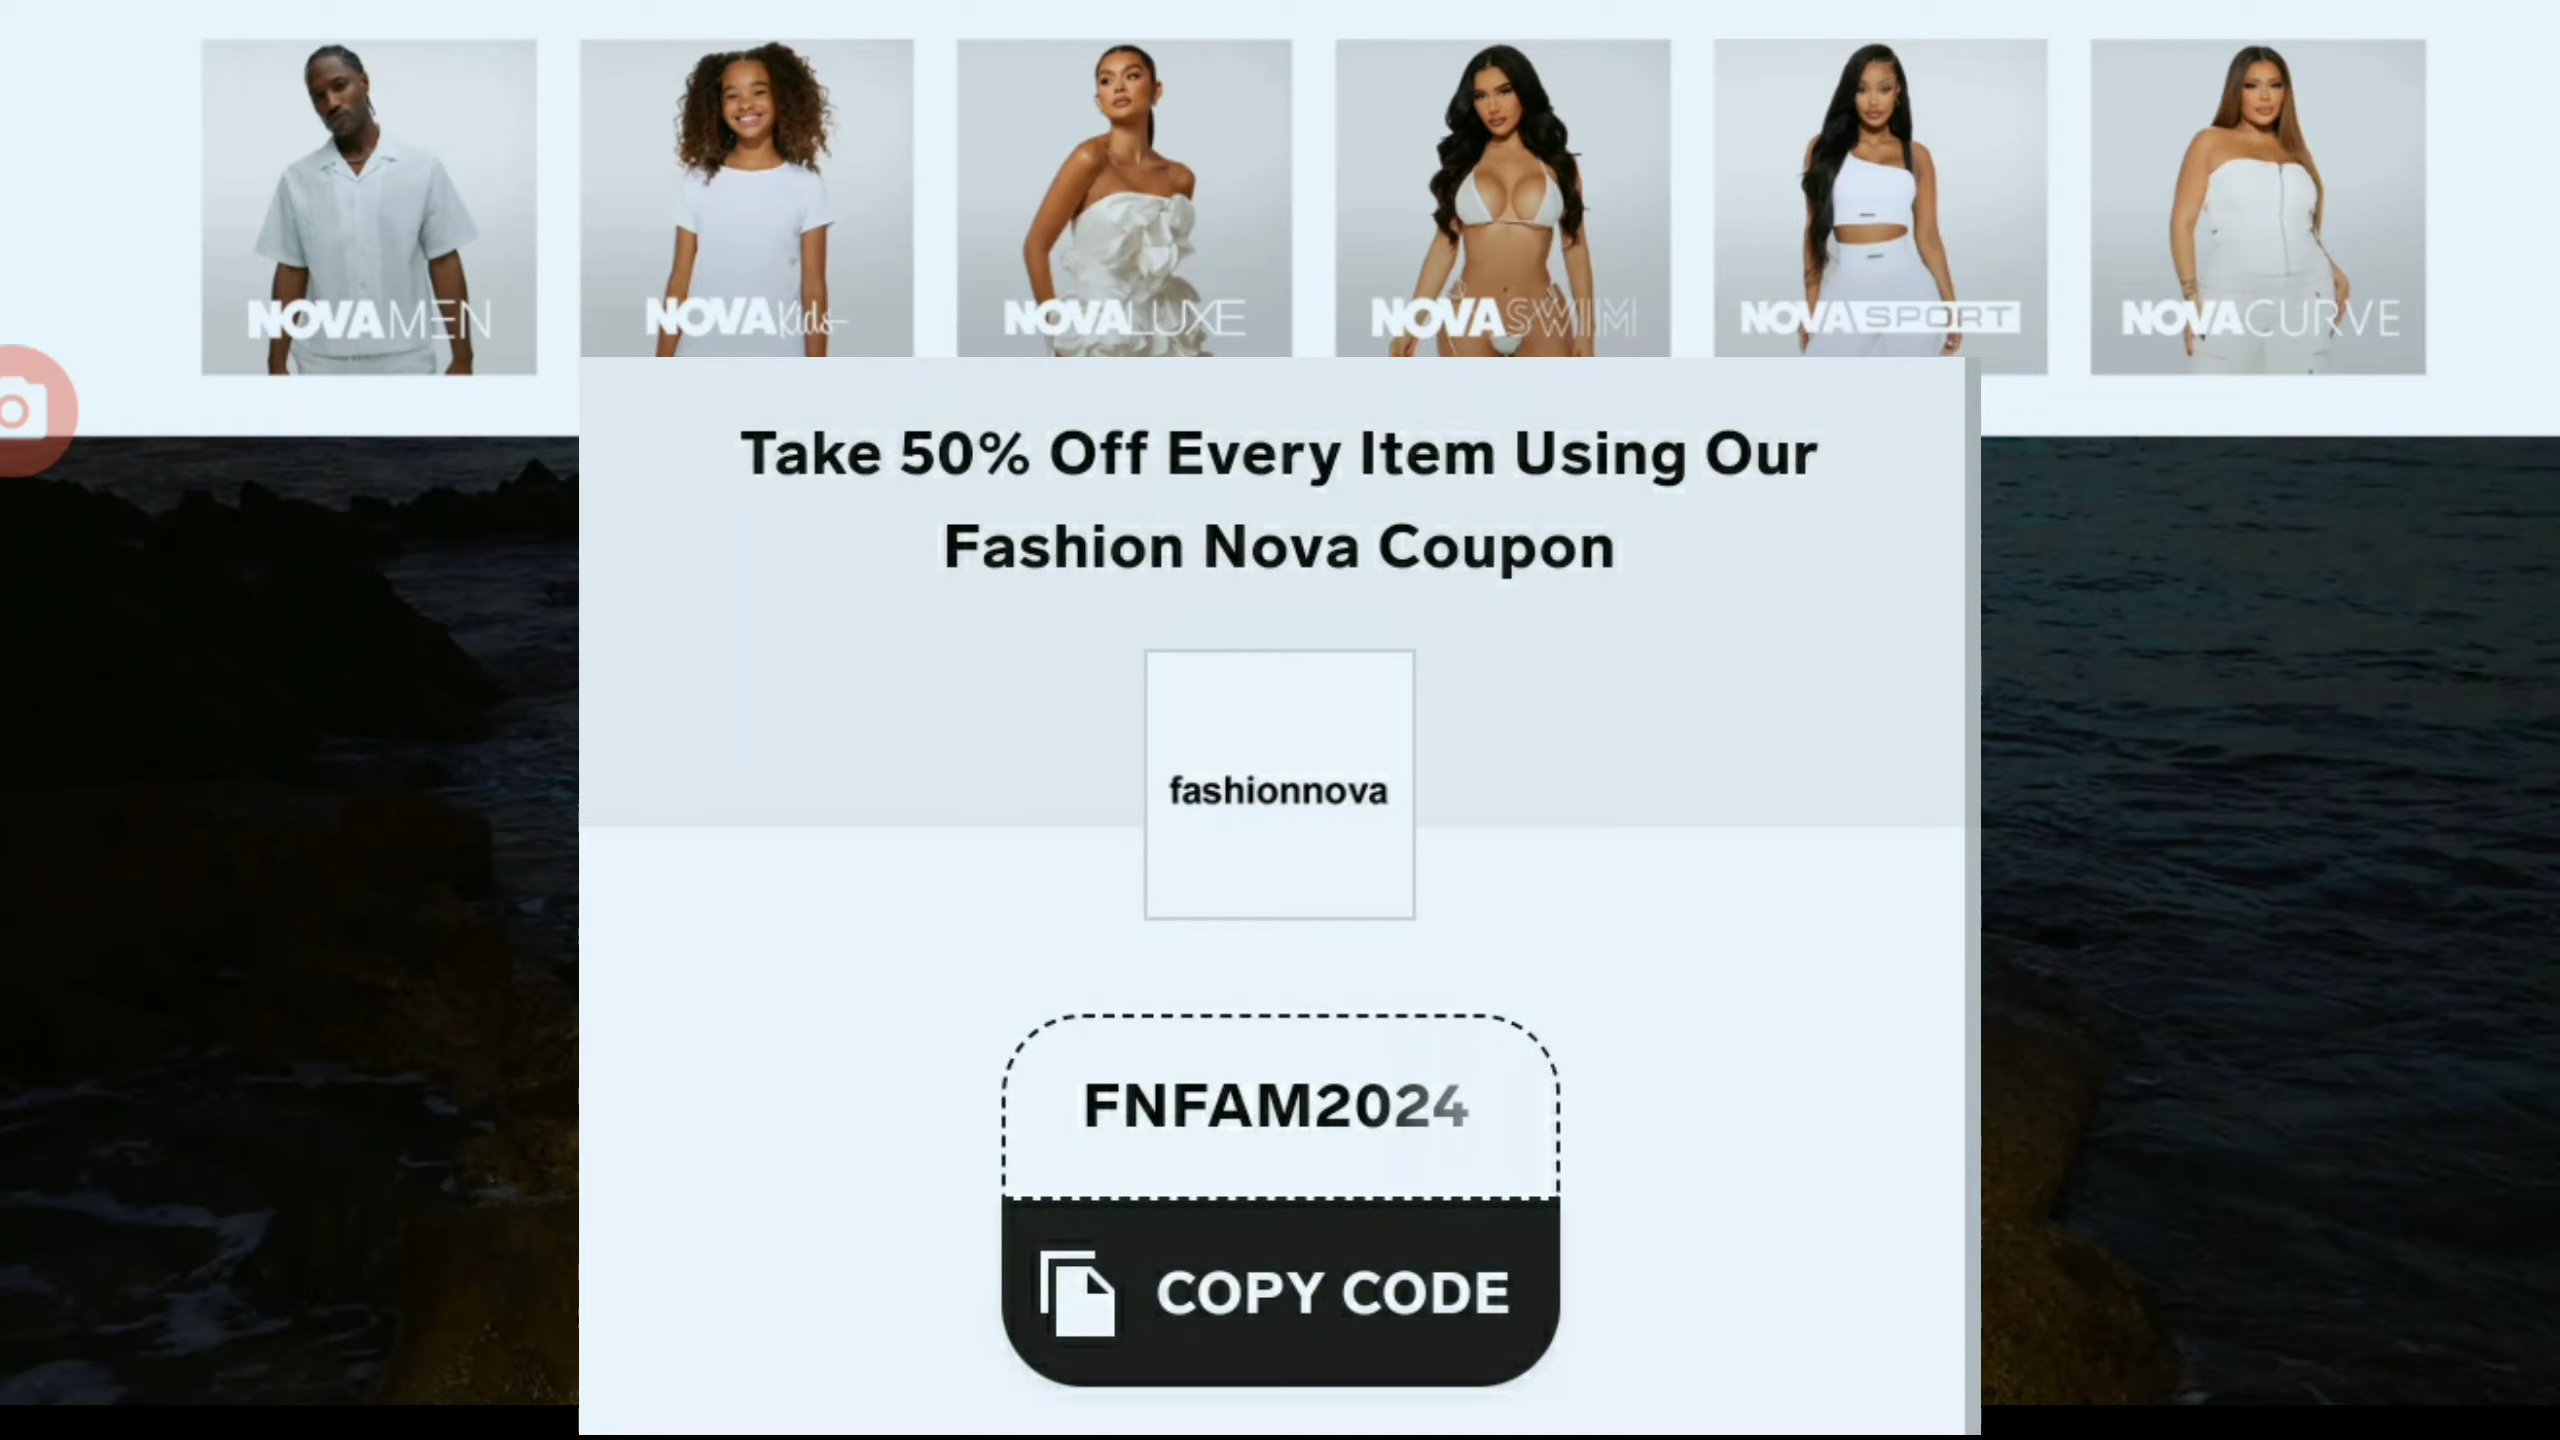 NOVAMEN
NOVAKids
NOVALUXE
NOVASWIM
NOVASPORT
NOVACURVE
Take 50% Off Every Item Using Our
Fashion Nova Coupon
fashionnova
FNFAM2024
COPY CODE